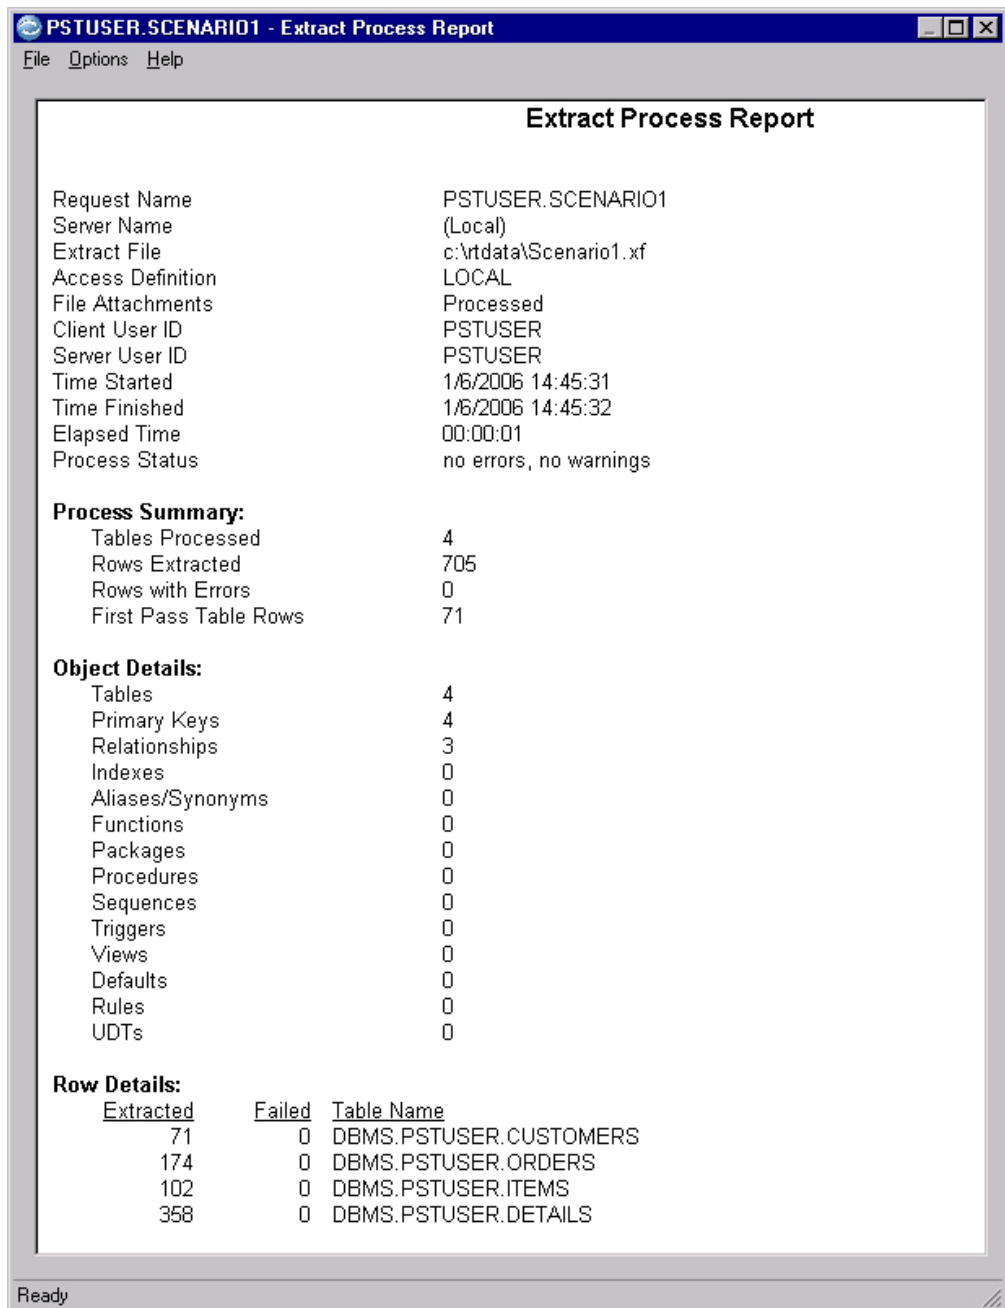 PSTUSER.SCENARIO1 - Extract Process Report
File Options Help
Extract Process Report
Request Name PSTUSER.SCENARIO1
Server Name (Local)
Extract File c:\rtdata\Scenario1.xf
Access Definition LOCAL
File Attachments Processed
Client User ID PSTUSER
Server User ID PSTUSER
Time Started 1/6/2006 14:45:31
Time Finished 1/6/2006 14:45:32
Elapsed Time 00:00:01
Process Status no errors, no warnings
Process Summary:
Tables Processed 4
Rows Extracted 705
Rows with Errors 0
First Pass Table Rows 71
Object Details:
Tables 4
Primary Keys 4
Relationships 3
Indexes 0
Aliases/Synonyms 0
Functions 0
Packages 0
Procedures 0
Sequences 0
Triggers 0
Views 0
Defaults 0
Rules 0
UDTs 0
Row Details:
Extracted Failed Table Name
71 0 DBMS.PSTUSER.CUSTOMERS
174 0 DBMS.PSTUSER.ORDERS
102 0 DBMS.PSTUSER.ITEMS
358 0 DBMS.PSTUSER.DETAILS
Ready